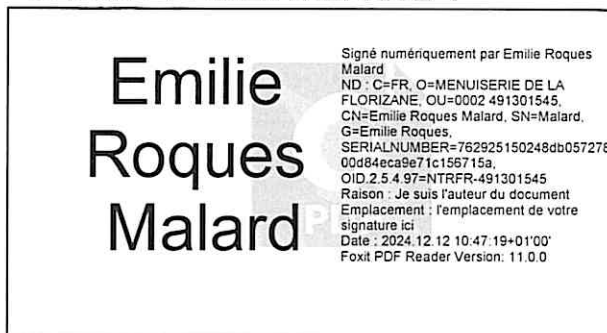 Emilie
Roques
Malard
Signé numériquement par Emilie Roques
Malard
ND : C=FR, O=MENUISERIE DE LA
FLORIZANE, OU=0002 491301545,
CN=Emilie Roques Malard, SN=Malard,
G=Emilie Roques,
SERIALNUMBER=762925150248db057278
00d84eca9e71c156715a,
OID.2.5.4.97=NTRFR-491301545
Raison : Je suis l'auteur du document
Emplacement : l'emplacement de votre
signature ici
Date : 2024.12.12 10:47:19+01'00'
Foxit PDF Reader Version: 11.0.0